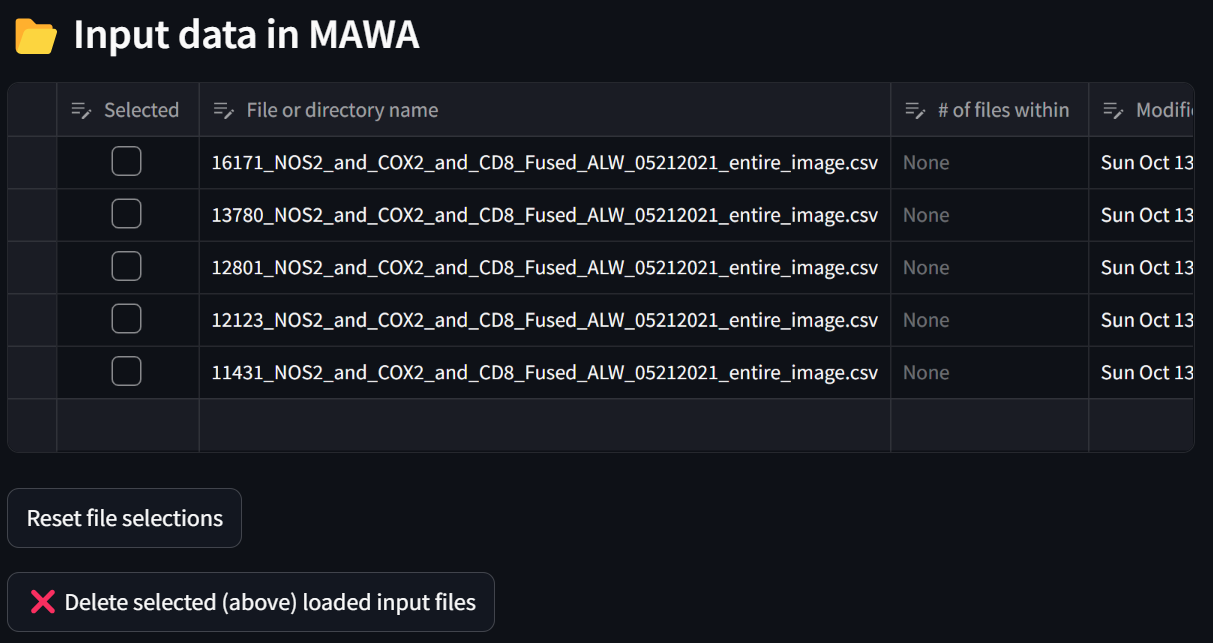 Input data in MAWA
Selected File or directory name # of files within Modifi
16171_NOS2_and_COX2_and_CD8_Fused_ALW_05212021_entire_image.csv None Sun Oct 13
13780_NOS2_and_COX2_and_CD8_Fused_ALW_05212021_entire_image.csv None Sun Oct 13
12801_NOS2_and_COX2_and_CD8_Fused_ALW_05212021_entire_image.csv None Sun Oct 13
12123_NOS2_and_COX2_and_CD8_Fused_ALW_05212021_entire_image.csv None Sun Oct 13
11431_NOS2_and_COX2_and_CD8_Fused_ALW_05212021_entire_image.csv None Sun Oct 13
Reset file selections
Delete selected (above) loaded input files